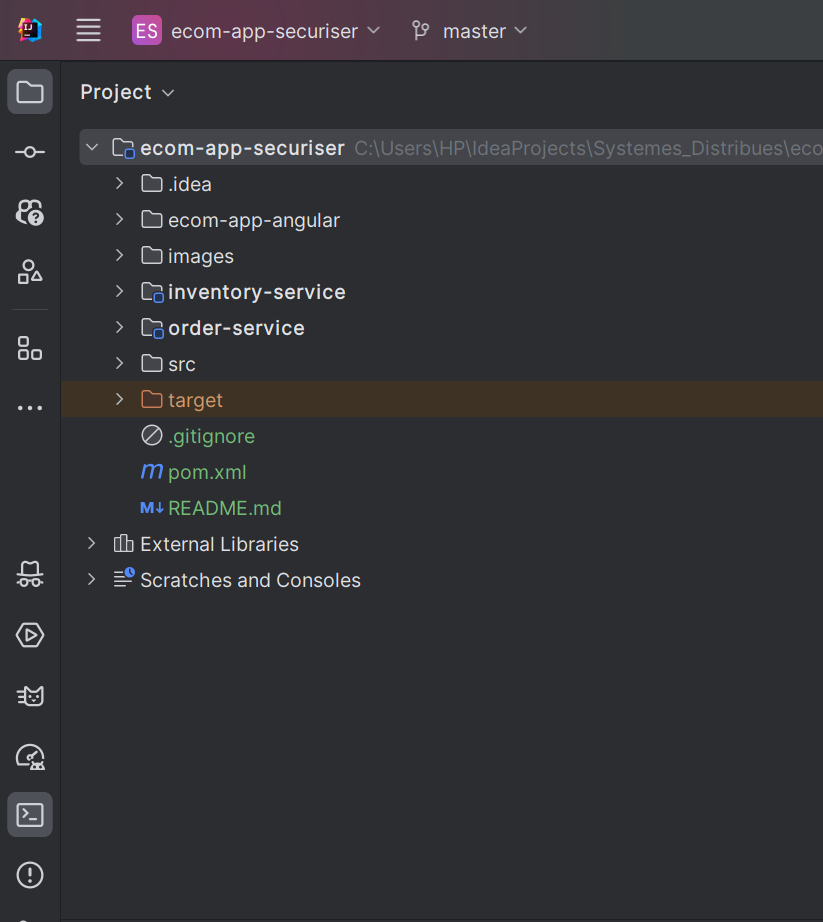 ES ecom-app-securiser master
Project
ecom-app-securiser C:\Users\HP\IdeaProjects\Systemes_Distribues\eco
.idea
ecom-app-angular
images
inventory-service
order-service
src
target
.gitignore
m pom.xml
M↓ README.md
External Libraries
Scratches and Consoles